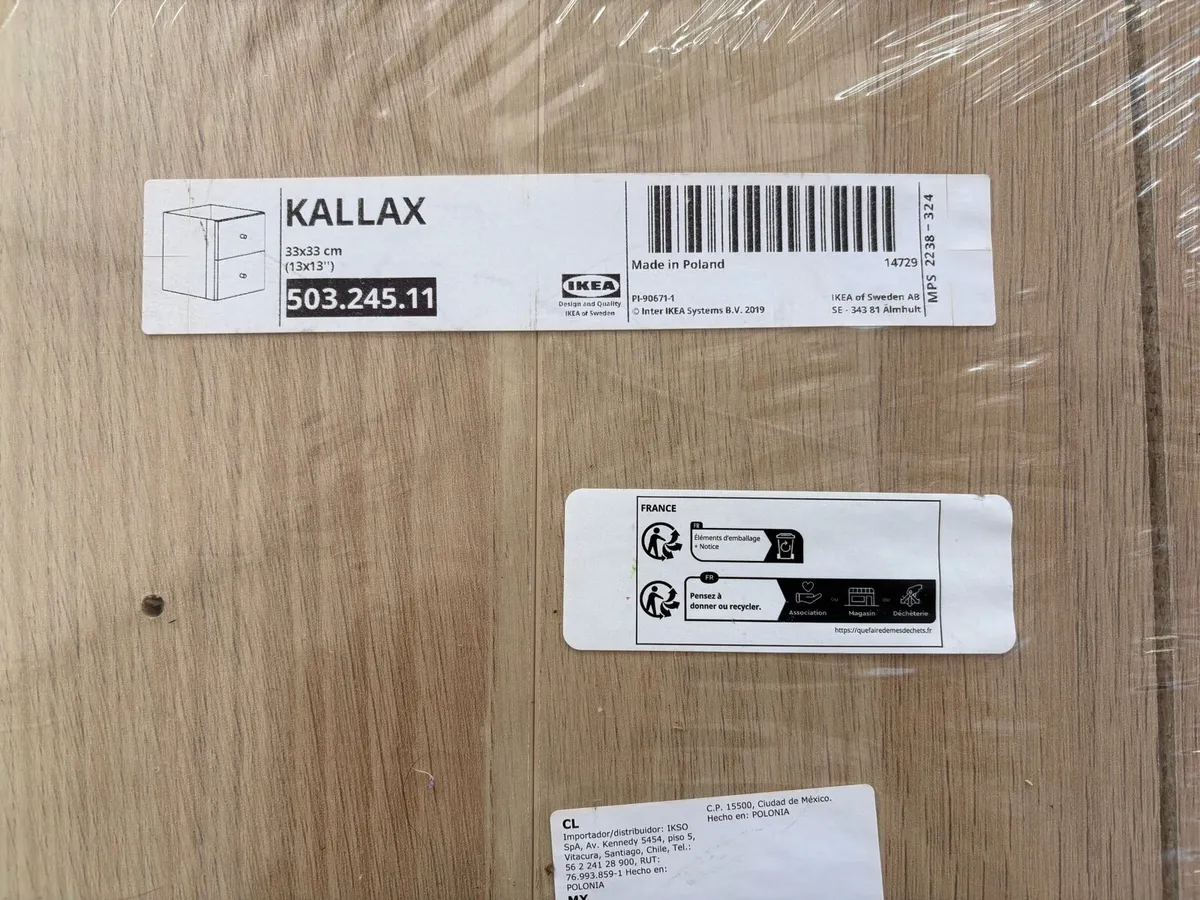 KALLAX
33x33 cm
(13x13'')
503.245.11
IKEA
Design and Quality
IKEA of Sweden
Made in Poland
14729
PI-90671-1
© Inter IKEA Systems B.V. 2019
IKEA of Sweden AB
SE - 343 81 Älmhult
MPS 2238 - 324
FRANCE
FR
Éléments d'emballage
+ Notice
FR
Pensez à
donner ou recycler.
Association
OU
Magasin
OU
Déchèterie
https://quefairedemesdechets.fr
CL
Importador/distribuidor: IKSO
SpA, Av. Kennedy 5454, piso 5,
Vitacura, Santiago, Chile, Tel.:
56 2 241 28 900, RUT:
76.993.859-1 Hecho en:
POLONIA
MX
C.P. 15500, Ciudad de México.
Hecho en: POLONIA